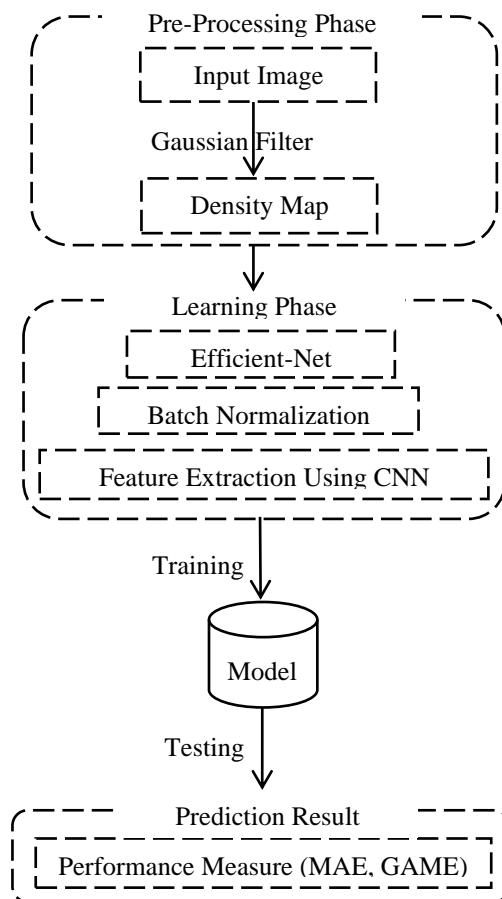 Pre-Processing Phase
Input Image
Gaussian Filter
Density Map
Learning Phase
Efficient-Net
Batch Normalization
Feature Extraction Using CNN
Training
Model
Testing
Prediction Result
Performance Measure (MAE, GAME)